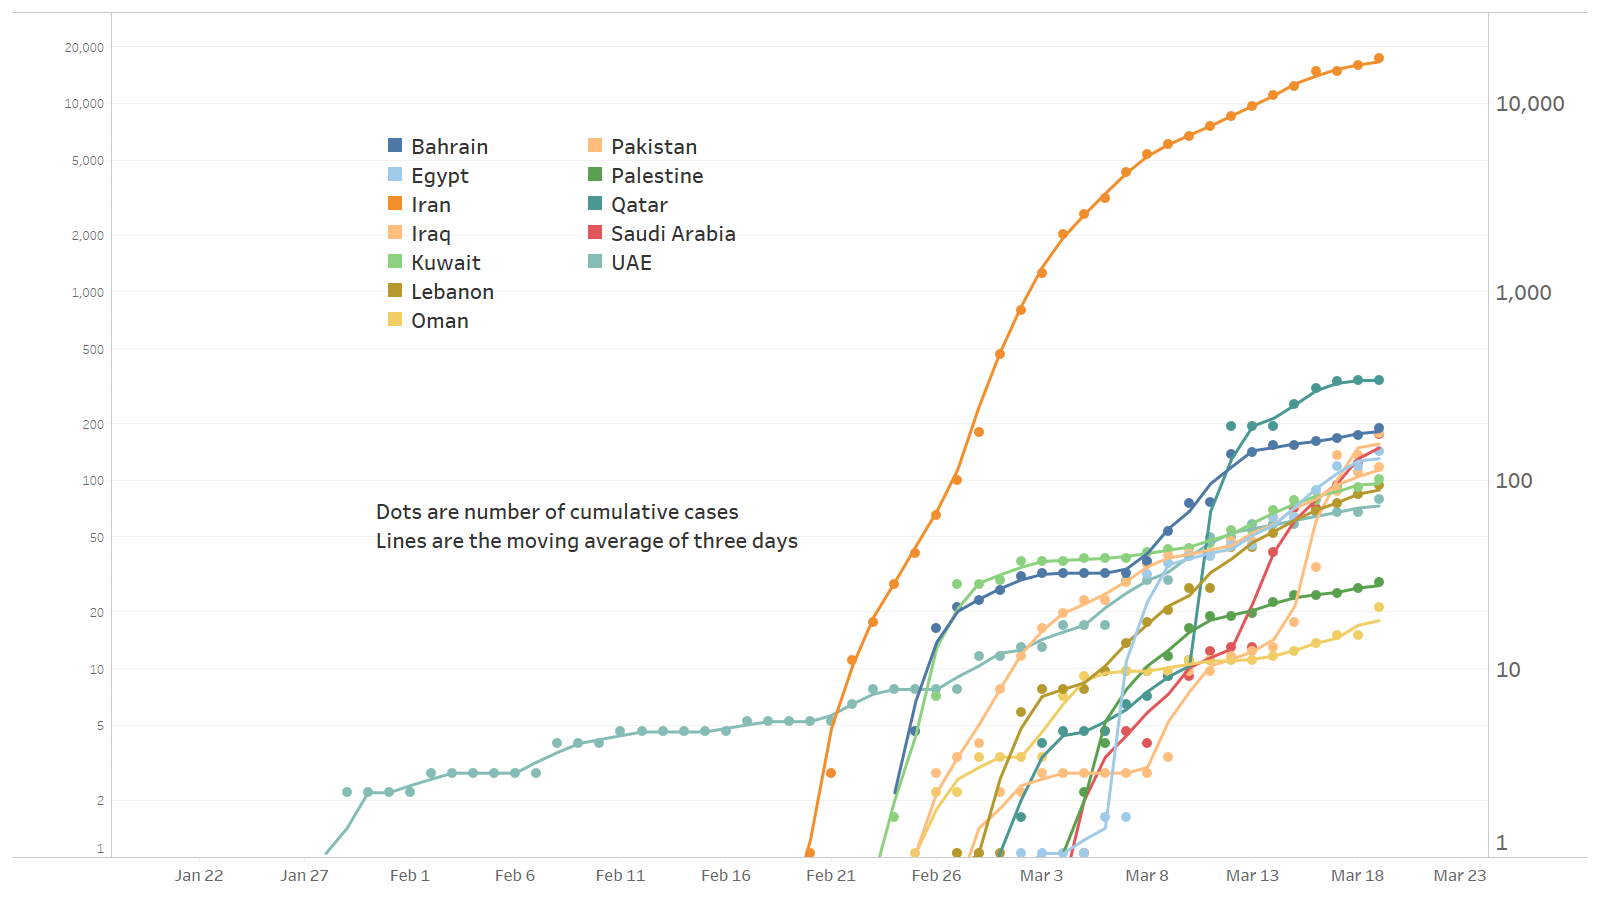 20,000
10,000
5,000
2,000
1,000
500
200
100
50
20
10
5
2
1
10,000
1,000
100
10
1
Bahrain
Egypt
Iran
Iraq
Kuwait
Lebanon
Oman
Pakistan
Palestine
Qatar
Saudi Arabia
UAE
Dots are number of cumulative cases
Lines are the moving average of three days
Jan 22 Jan 27 Feb 1 Feb 6 Feb 11 Feb 16 Feb 21 Feb 26 Mar 3 Mar 8 Mar 13 Mar 18 Mar 23